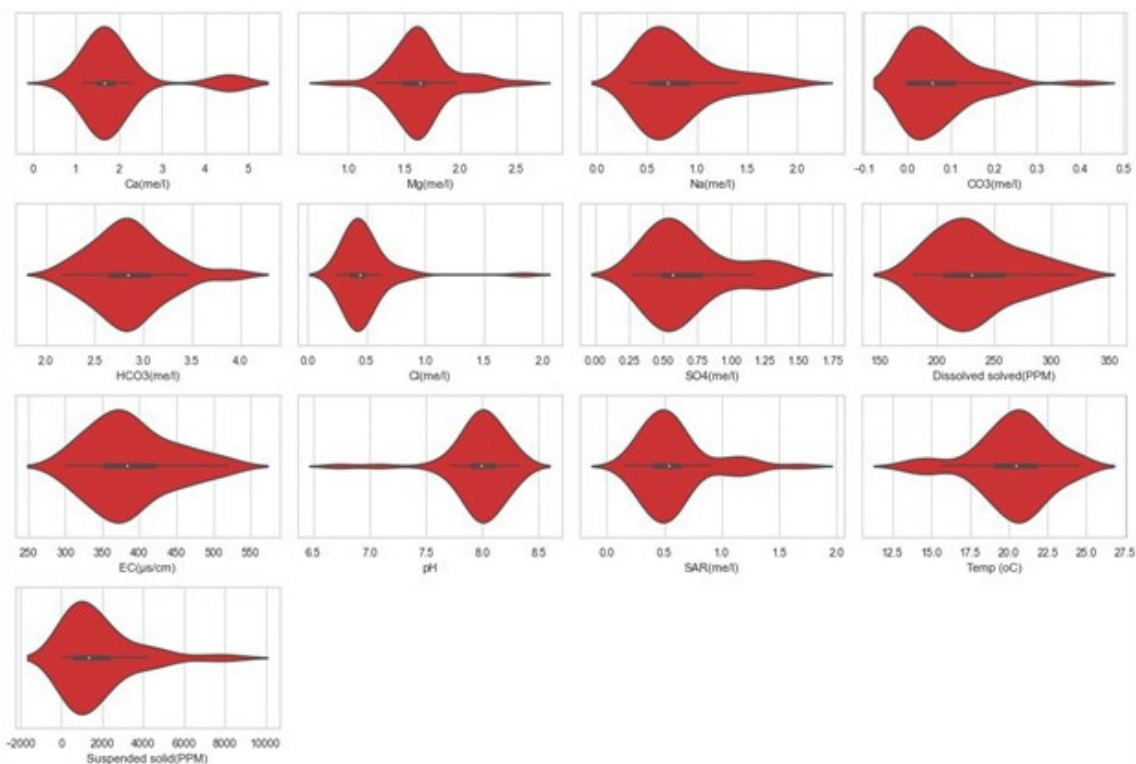 0 1 2 3 4 5
Ca(me/l)
1.0 1.5 2.0 2.5
Mg(me/l)
0.0 0.5 1.0 1.5 2.0
Na(me/l)
−0.1 0.0 0.1 0.2 0.3 0.4 0.5
CO3(me/l)
2.0 2.5 3.0 3.5 4.0
HCO3(me/l)
0.0 0.5 1.0 1.5 2.0
Cl(me/l)
0.00 0.25 0.50 0.75 1.00 1.25 1.50 1.75
SO4(me/l)
150 200 250 300 350
Dissolved solved(PPM)
250 300 350 400 450 500 550
EC(µs/cm)
6.5 7.0 7.5 8.0 8.5
pH
0.0 0.5 1.0 1.5 2.0
SAR(me/l)
12.5 15.0 17.5 20.0 22.5 25.0 27.5
Temp (oC)
−2000 0 2000 4000 6000 8000 10000
Suspended solid(PPM)